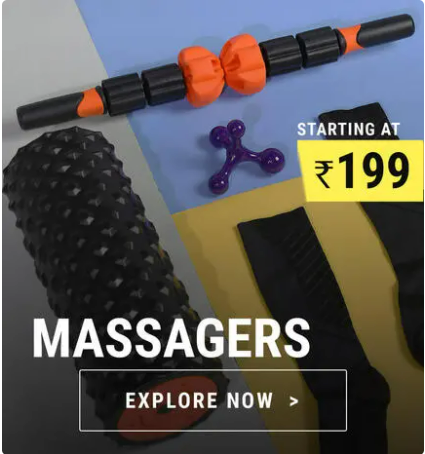 STARTING AT
₹199
MASSAGERS
EXPLORE NOW >